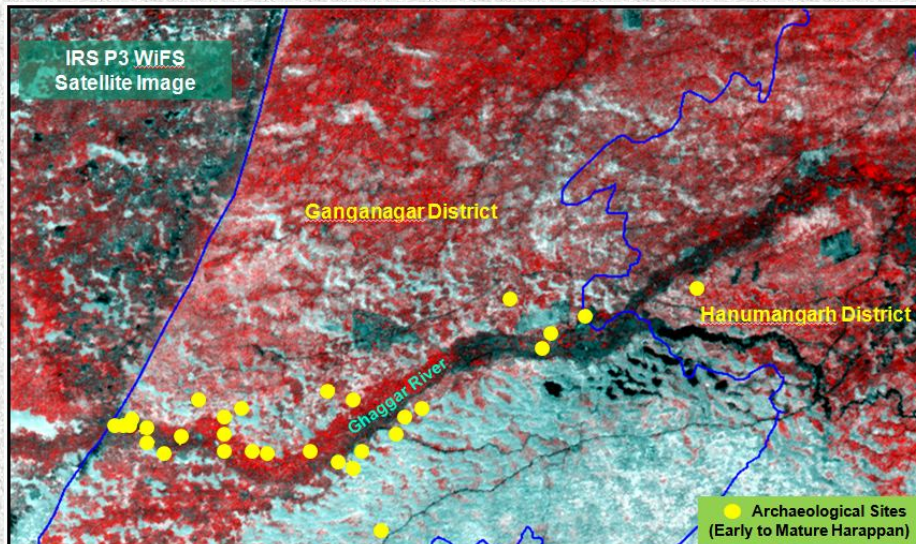 IRS P3 WiFS
Satellite Image
Ganganagar District
Hanumangarh District
Ghaggar River
Archaeological Sites
(Early to Mature Harappan)